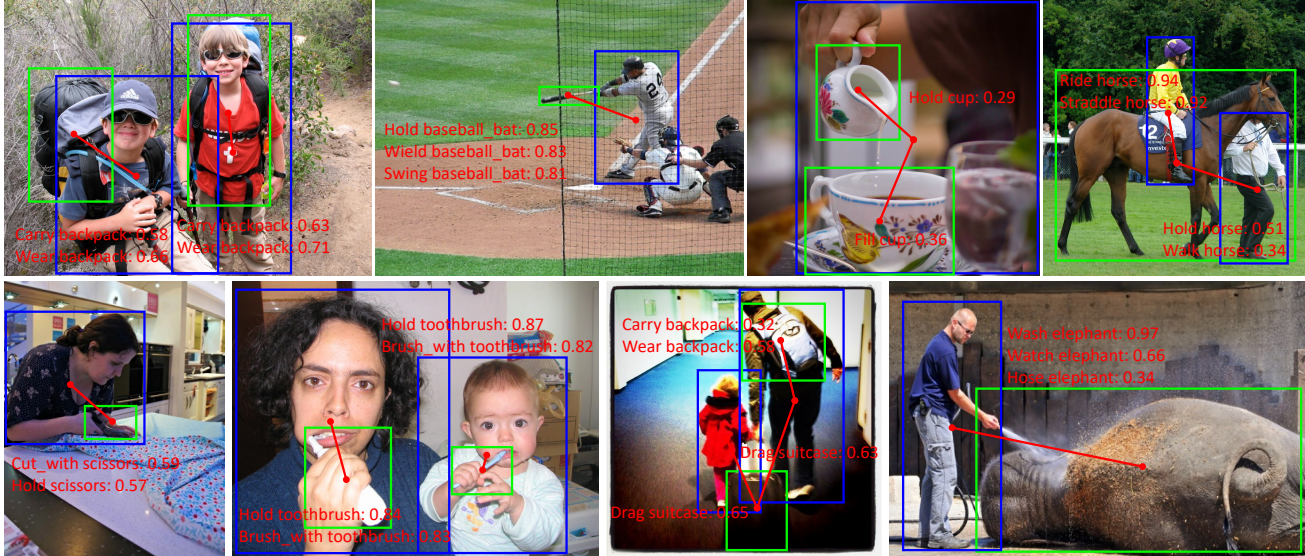 Carry backpack: 0.58
Wear backpack: 0.66
Carry backpack: 0.63
Wear backpack: 0.71
Hold baseball_bat: 0.85
Wield baseball_bat: 0.83
Swing baseball_bat: 0.81
2
Hold cup: 0.29
Fill cup: 0.36
Ride horse: 0.94
Straddle horse: 0.92
12
Invest
Hold horse: 0.51
Walk horse: 0.34
Cut_with scissors: 0.59
Hold scissors: 0.57
Hold toothbrush: 0.87
Brush_with toothbrush: 0.82
Hold toothbrush: 0.84
Brush_with toothbrush: 0.83
Carry backpack: 0.32
Wear backpack: 0.58
Drag suitcase: 0.63
Drag suitcase: 0.65
Wash elephant: 0.97
Watch elephant: 0.66
Hose elephant: 0.34